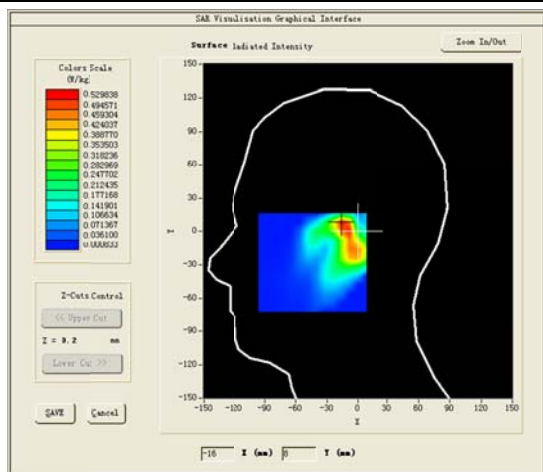 SAR Visualisation Graphical Interface
Surface Radiated Intensity
Zoom In/Out
Colors Scale
(W/kg)
0.529838
0.494571
0.459304
0.424037
0.388770
0.353503
0.318236
0.282969
0.247702
0.212435
0.177168
0.141901
0.106634
0.071367
0.036100
0.000833
150
120
90
60
30
0
-30
-60
-90
-120
-150
Y
-150 -120 -90 -60 -30 0 30 60 90 120 150
X
Z-Cuts Control
<< Upper Cut
Z = 0.2 mm
Lower Cut >>
SAVE
Cancel
-16 X (mm) 8 Y (mm)